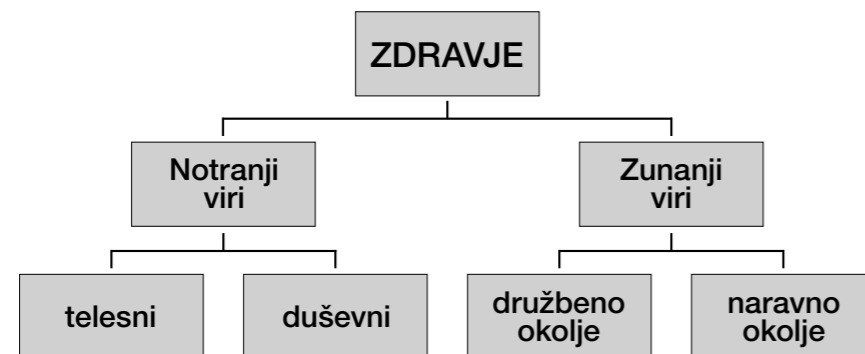 ZDRAVJE
Notranji
viri
Zunanji
viri
telesni
duševni
družbeno
okolje
naravno
okolje